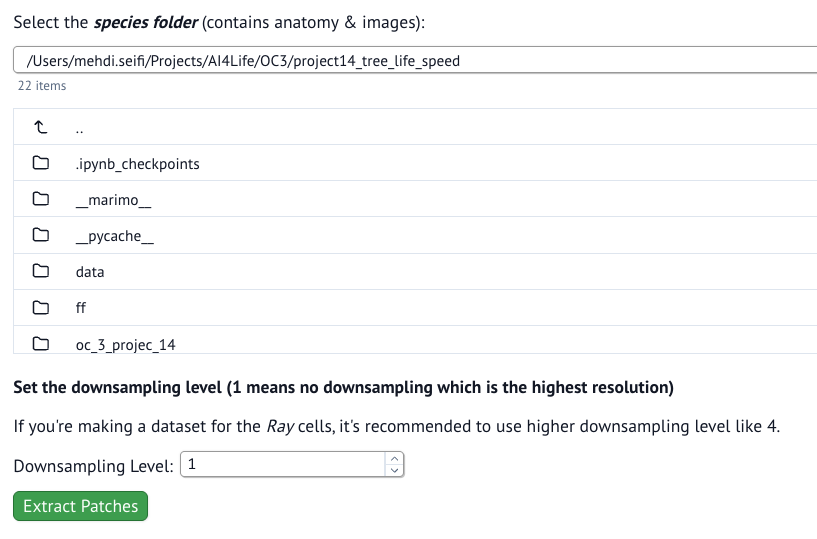 Select the species folder (contains anatomy & images):
/Users/mehdi.seifi/Projects/AI4Life/OC3/project14_tree_life_speed
22 items
..
.ipynb_checkpoints
__marimo__
__pycache__
data
ff
oc_3_projec_14
Set the downsampling level (1 means no downsampling which is the highest resolution)
If you're making a dataset for the Ray cells, it's recommended to use higher downsampling level like 4.
Downsampling Level: 1
Extract Patches